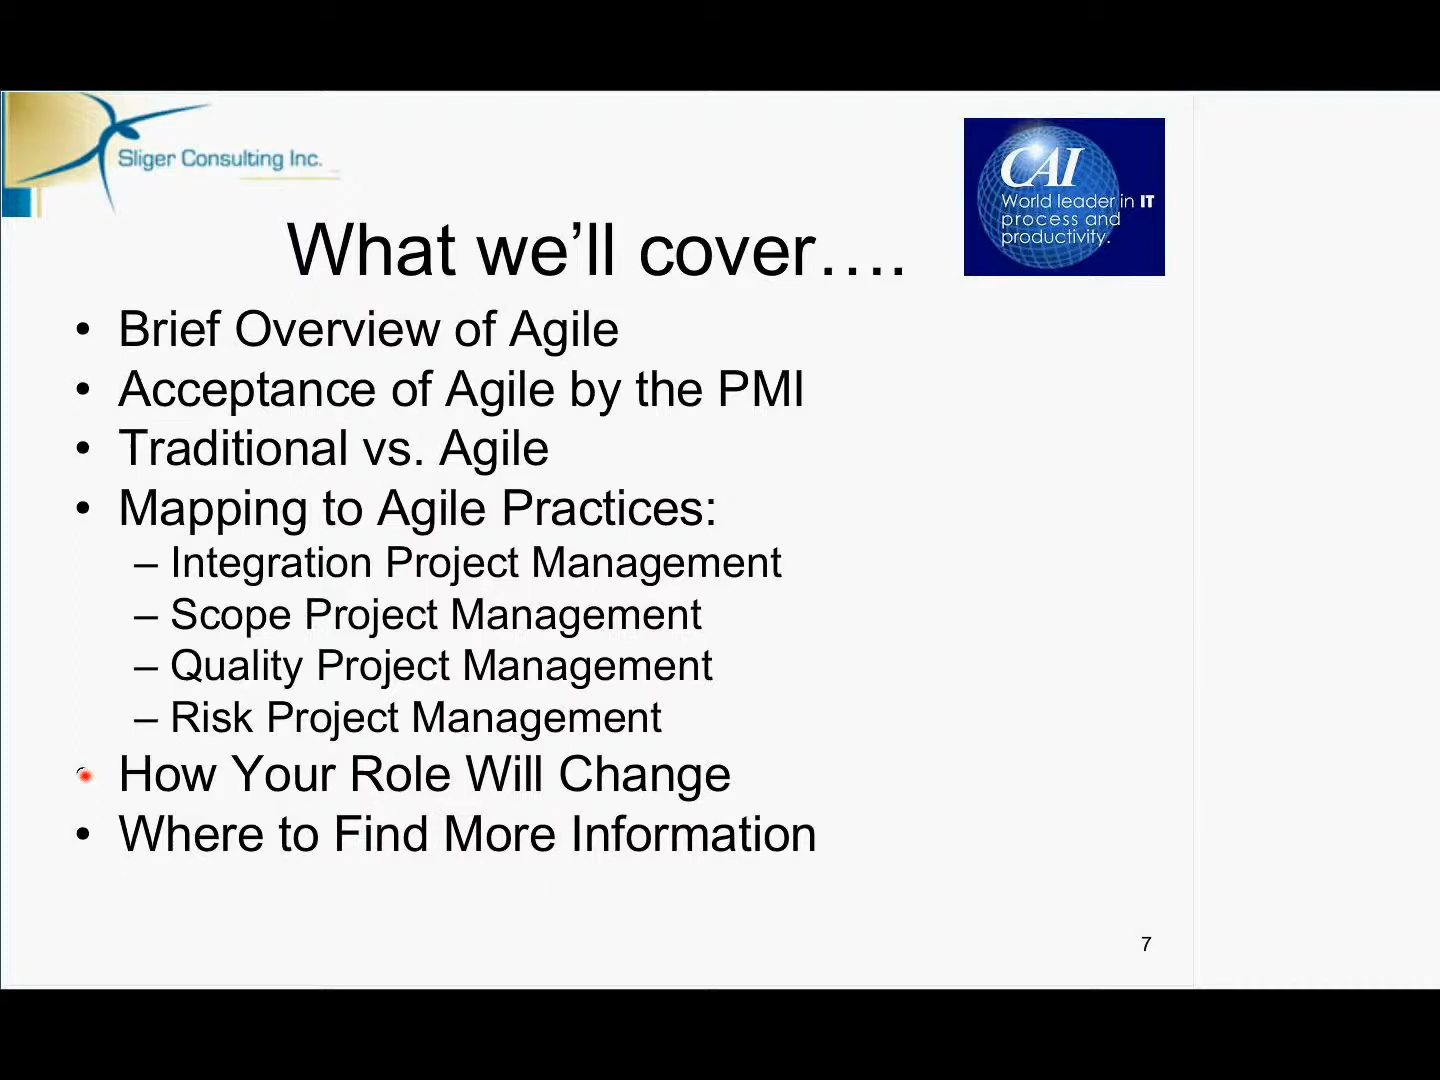 Sliger Consulting Inc.
CAI
World leader in IT
process and
productivity.
What we’ll cover….
• Brief Overview of Agile
• Acceptance of Agile by the PMI
• Traditional vs. Agile
• Mapping to Agile Practices:
– Integration Project Management
– Scope Project Management
– Quality Project Management
– Risk Project Management
• How Your Role Will Change
• Where to Find More Information
7